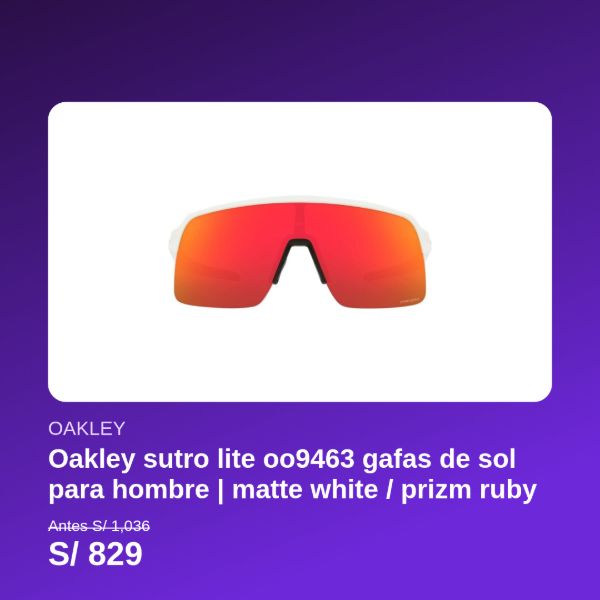 OAKLEY
Oakley sutro lite oo9463 gafas de sol
para hombre | matte white / prizm ruby
Antes S/ 1,036
S/ 829